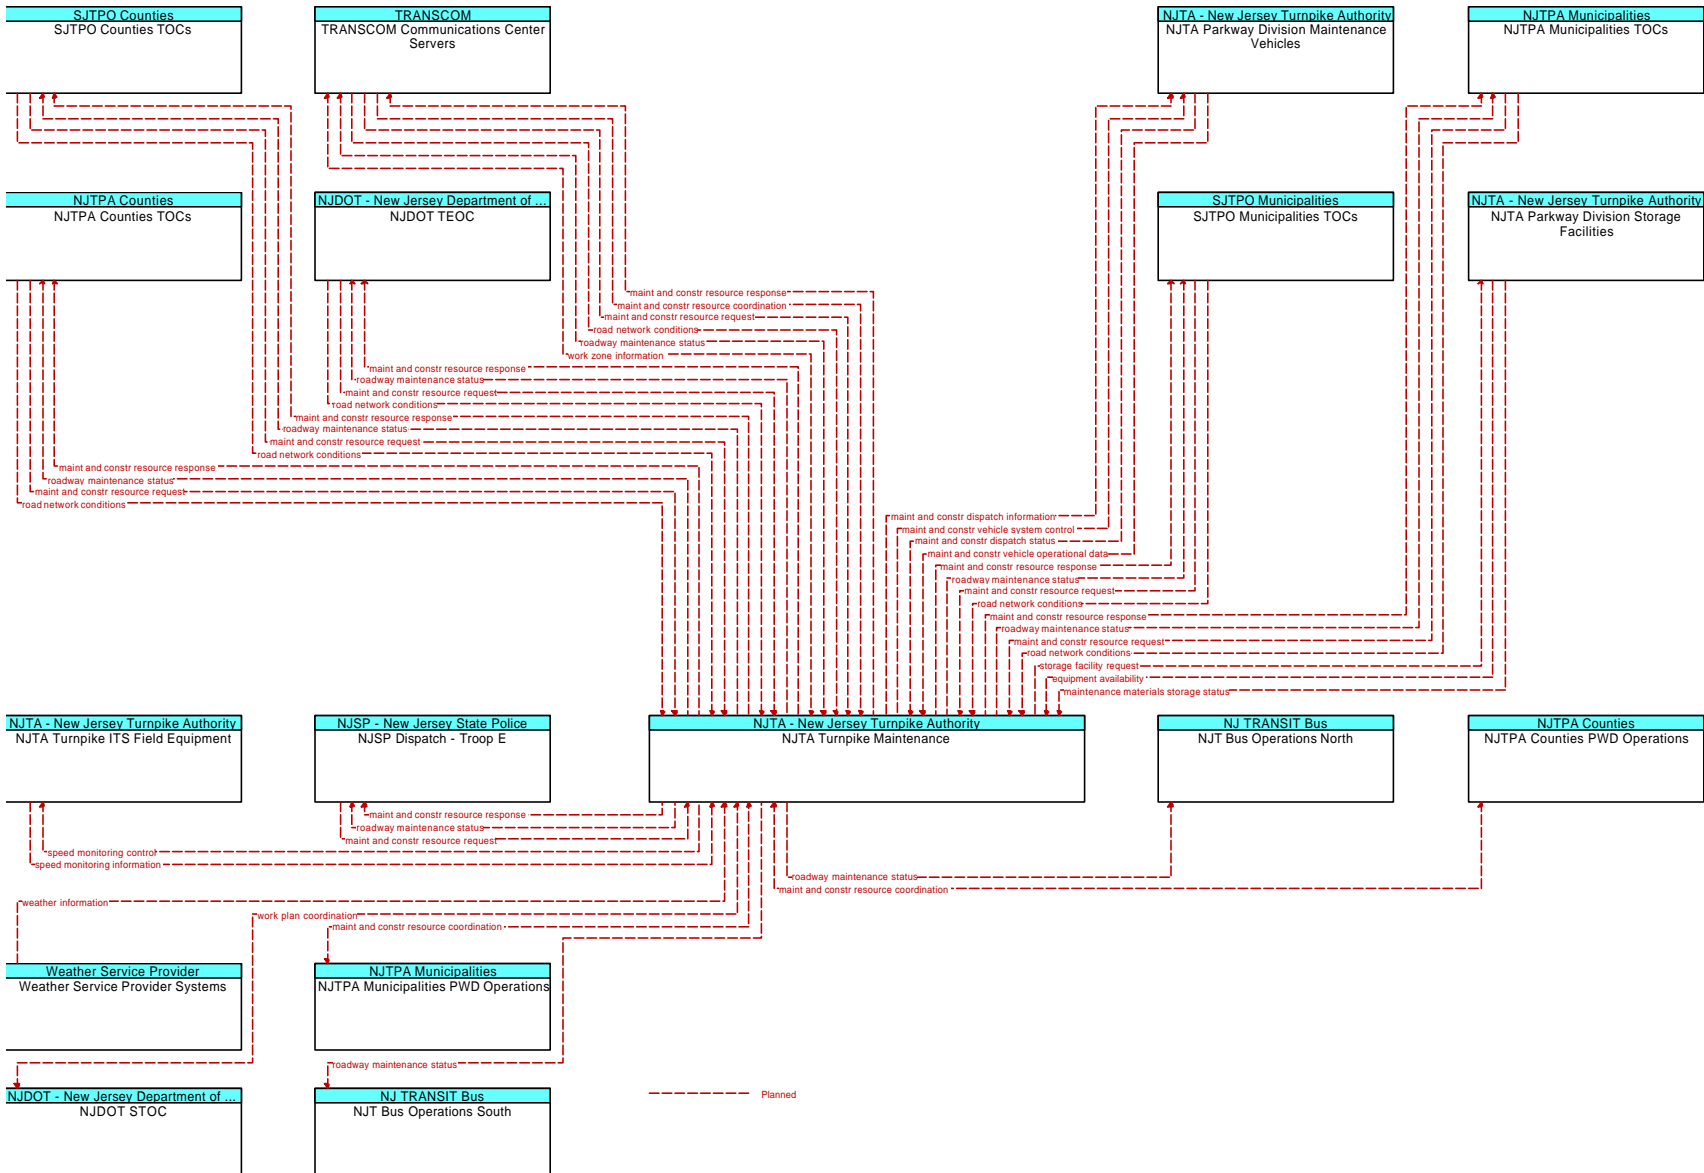 SJTPO Counties
SJTPO Counties TOCs
TRANSCOM
TRANSCOM Communications Center
Servers
NJTA - New Jersey Turnpike Authority
NJTA Parkway Division Maintenance
Vehicles
NJTPA Municipalities
NJTPA Municipalities TOCs
NJTPA Counties
NJTPA Counties TOCs
NJDOT - New Jersey Department of ...
NJDOT TEOC
SJTPO Municipalities
SJTPO Municipalities TOCs
NJTA - New Jersey Turnpike Authority
NJTA Parkway Division Storage
Facilities
maint and constr resource response
maint and constr resource coordination
maint and constr resource request
road network conditions
roadway maintenance status
work zone information
maint and constr resource response
roadway maintenance status
maint and constr resource request
road network conditions
maint and constr resource response
roadway maintenance status
maint and constr resource request
road network conditions
maint and constr resource response
roadway maintenance status
maint and constr resource request
road network conditions
maint and constr dispatch information
maint and constr vehicle system control
maint and constr dispatch status
maint and constr vehicle operational data
maint and constr resource response
roadway maintenance status
maint and constr resource request
road network conditions
maint and constr resource response
roadway maintenance status
maint and constr resource request
road network conditions
storage facility request
equipment availability
maintenance materials storage status
NJTA - New Jersey Turnpike Authority
NJTA Turnpike ITS Field Equipment
NJSP - New Jersey State Police
NJSP Dispatch - Troop E
NJTA - New Jersey Turnpike Authority
NJTA Turnpike Maintenance
NJ TRANSIT Bus
NJT Bus Operations North
NJTPA Counties
NJTPA Counties PWD Operations
maint and constr resource response
roadway maintenance status
maint and constr resource request
speed monitoring control
speed monitoring information
roadway maintenance status
maint and constr resource coordination
weather information
work plan coordination
maint and constr resource coordination
Weather Service Provider
Weather Service Provider Systems
NJTPA Municipalities
NJTPA Municipalities PWD Operations
roadway maintenance status
NJDOT - New Jersey Department of ...
NJDOT STOC
NJ TRANSIT Bus
NJT Bus Operations South
Planned